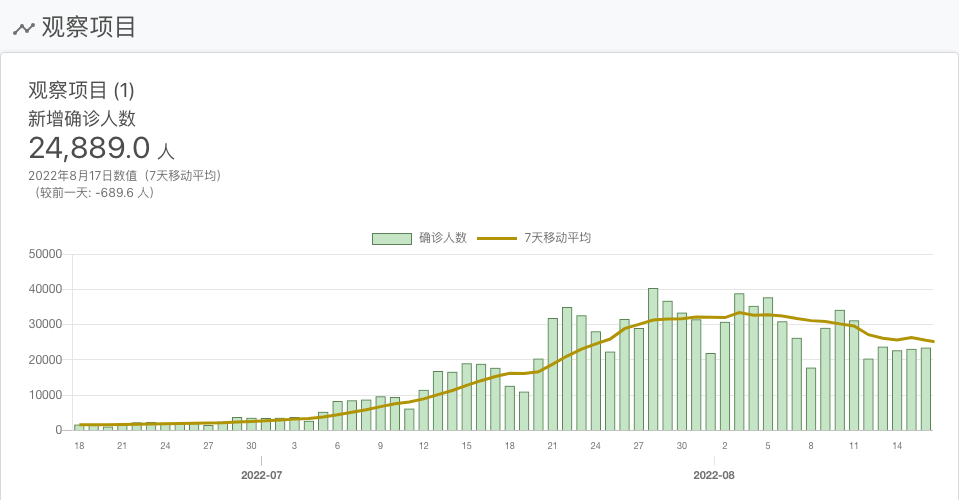 观察项目
观察项目 (1)
新增确诊人数
24,889.0 人
2022年8月17日数值（7天移动平均）
（较前一天: -689.6 人）
确诊人数 7天移动平均
50000
40000
30000
20000
10000
0
18 21 24 27 30 3 6 9 12 15 18 21 24 27 30 2 5 8 11 14
2022-07 2022-08